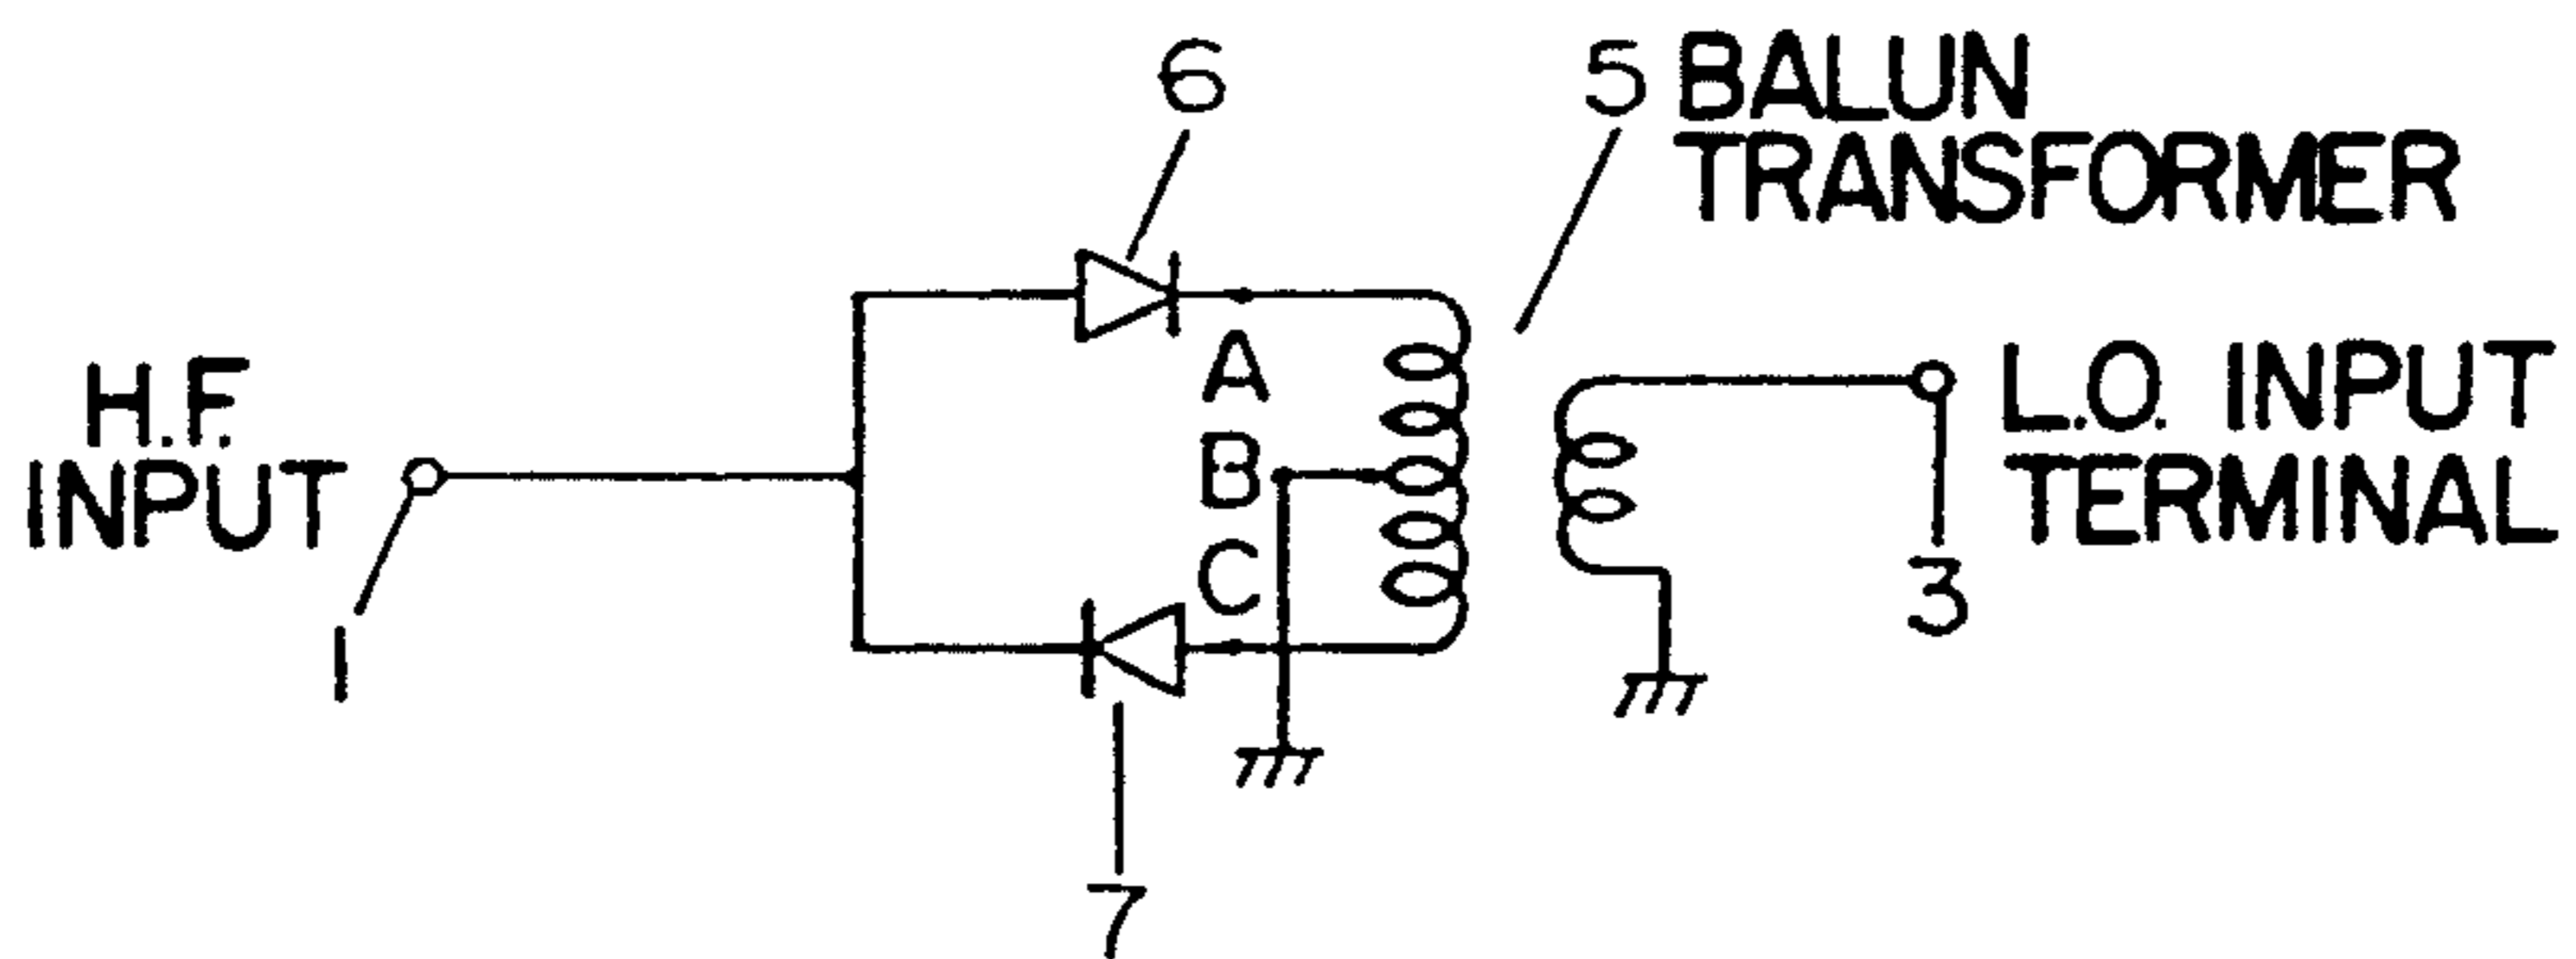 6
5 BALUN
TRANSFORMER
H.F.
INPUT
1
A
B
C
L.O. INPUT
TERMINAL
3
7